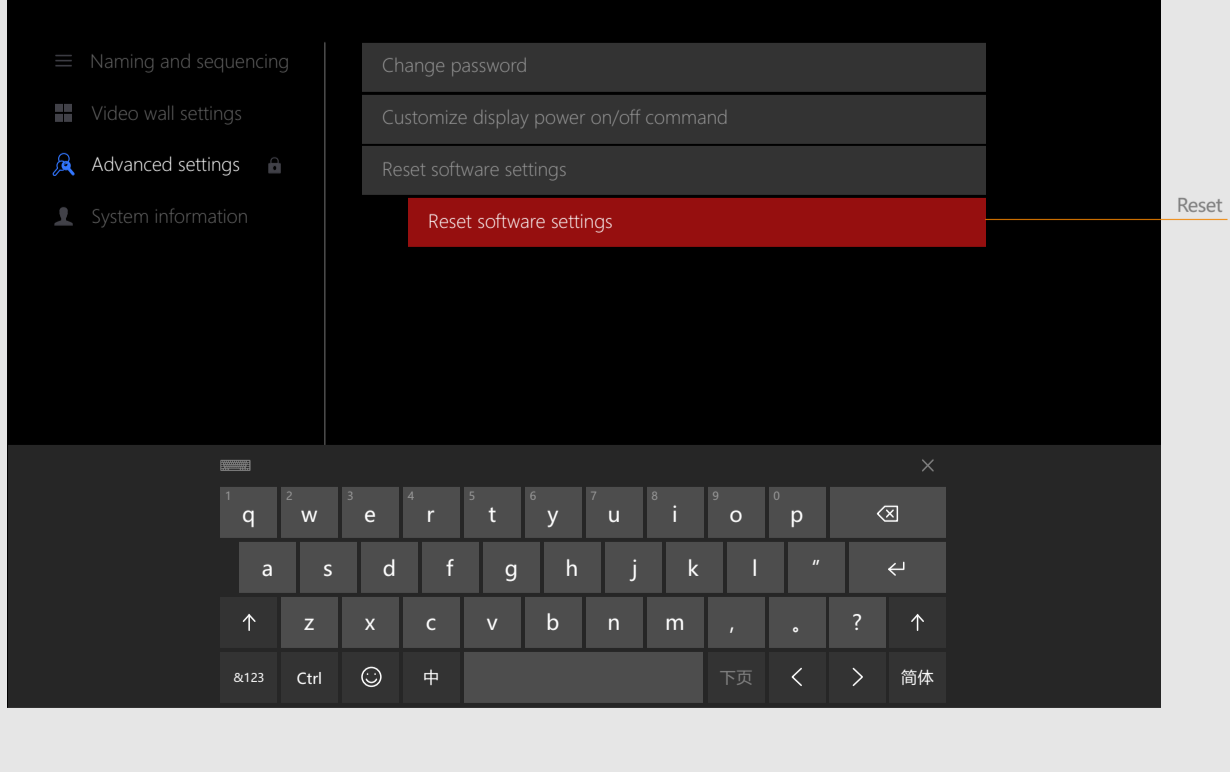 Naming and sequencing
Video wall settings
Advanced settings
System information
Change password
Customize display power on/off command
Reset software settings
Reset software settings
Reset
1 2 3 4 5 6 7 8 9 0
q w e r t y u i o p
a s d f g h j k l "
z x c v b n m , 。 ?
&123 Ctrl 中 下页 < > 简体